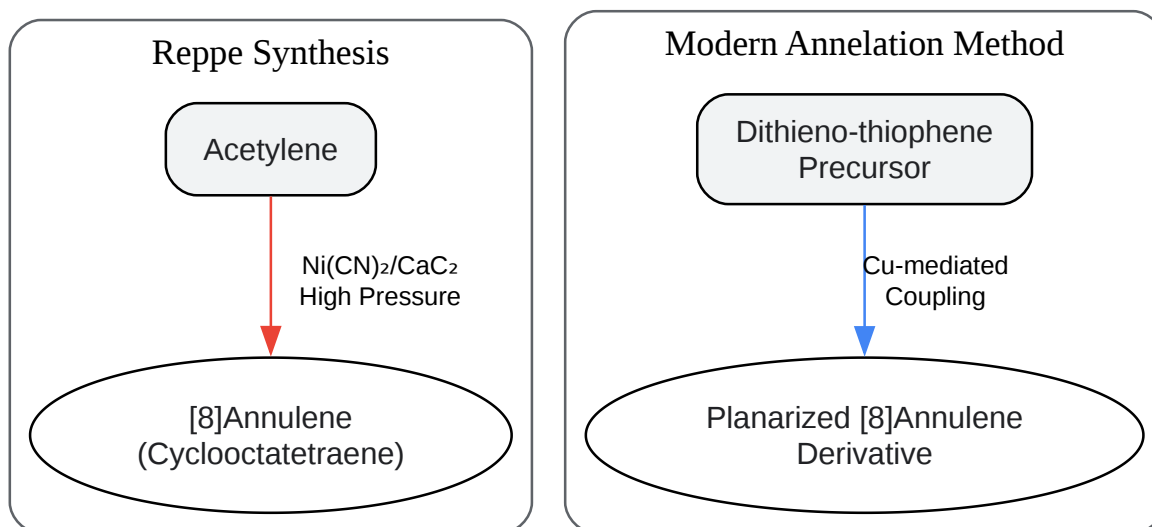 Reppe Synthesis
Acetylene
Ni(CN)₂/CaC₂
High Pressure
[8]Annulene
(Cyclooctatetraene)
Modern Annelation Method
Dithieno-thiophene
Precursor
Cu-mediated
Coupling
Planarized [8]Annulene
Derivative